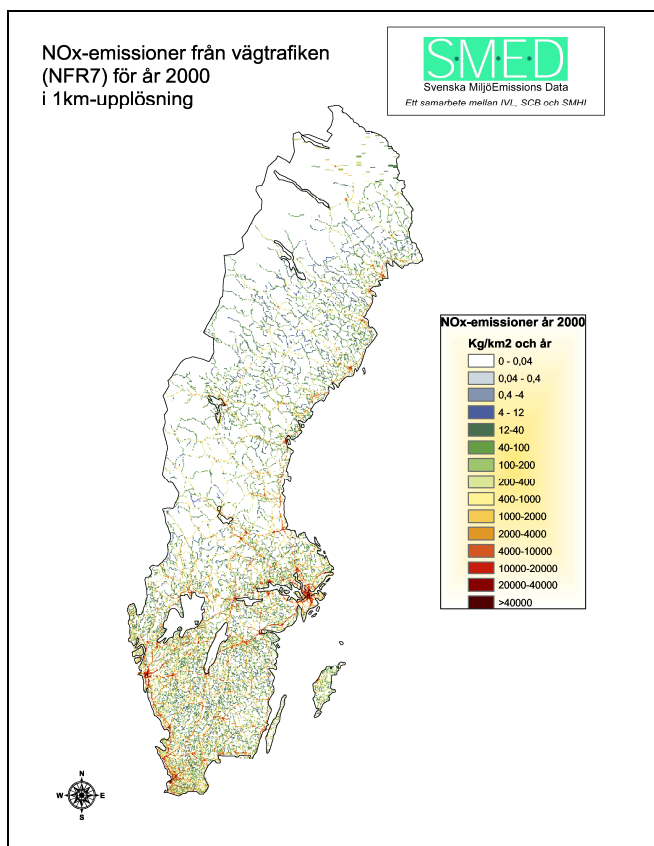 NOx-emissioner från vägtrafiken
(NFR7) för år 2000
i 1km-upplösning
S·M·E·D
Svenska MiljöEmissions Data
Ett samarbete mellan IVL, SCB och SMHI
NOx-emissioner år 2000
Kg/km2 och år
0 - 0,04
0,04 - 0,4
0,4 -4
4 - 12
12-40
40-100
100-200
200-400
400-1000
1000-2000
2000-4000
4000-10000
10000-20000
20000-40000
>40000
N
W E
S